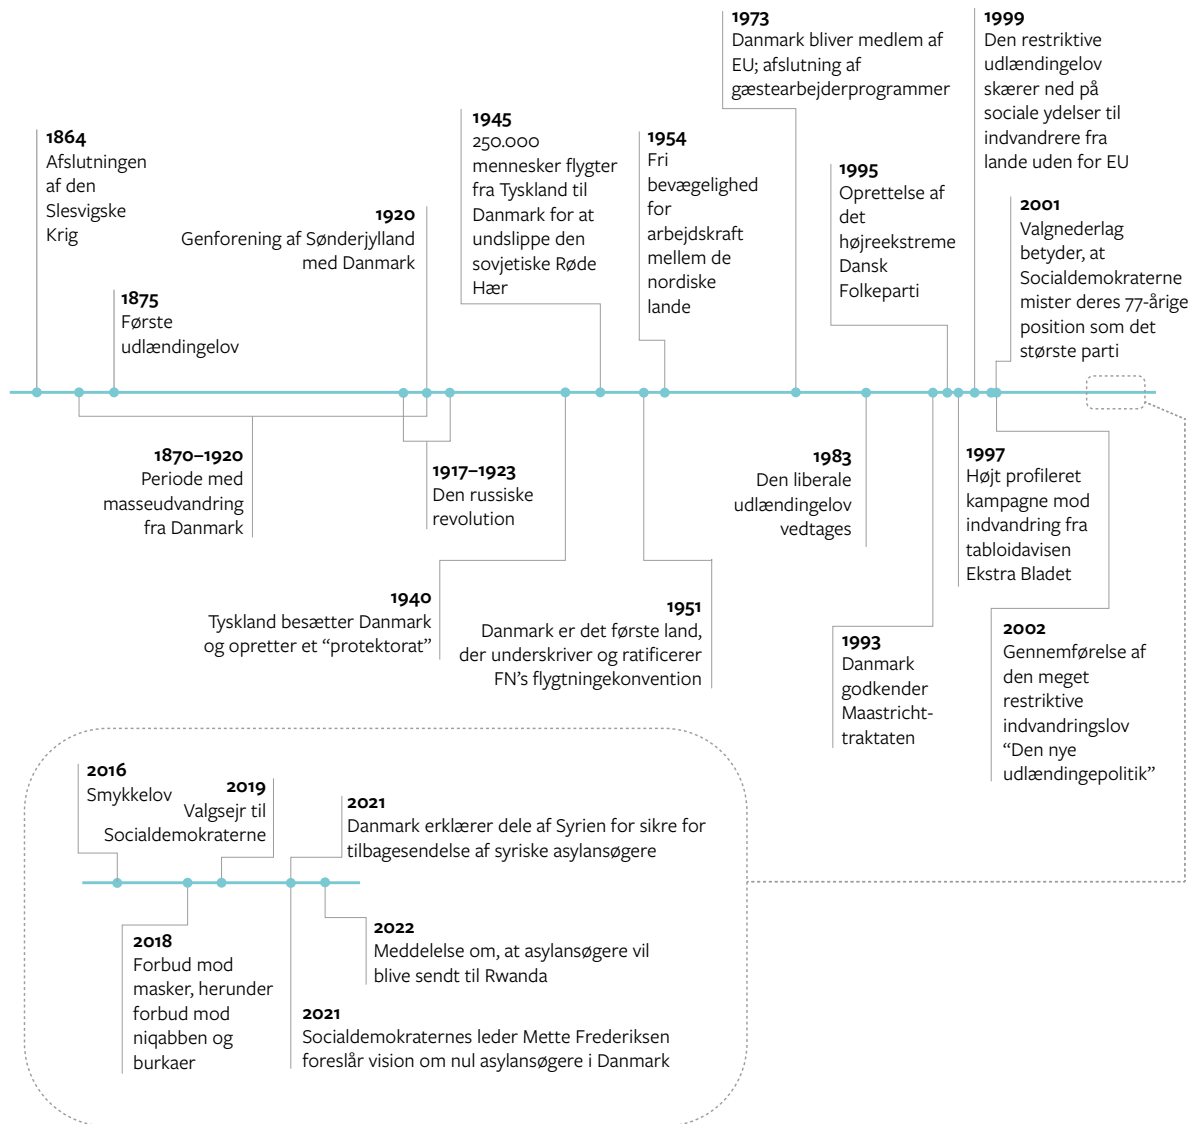 1864
Afslutningen
af den
Slesvigske
Krig
1875
Første
udlændingelov
1920
Genforening af Sønderjylland
med Danmark
1945
250.000
mennesker flygter
fra Tyskland til
Danmark for at
undslippe den
sovjetiske Røde
Hær
1954
Fri
bevægelighed
for
arbejdskraft
mellem de
nordiske
lande
1973
Danmark bliver medlem af
EU; afslutning af
gæstearbejderprogrammer
1995
Oprettelse af
det
højreekstreme
Dansk
Folkeparti
1999
Den restriktive
udlændingelov
skærer ned på
sociale ydelser til
indvandrere fra
lande uden for EU
2001
Valgnederlag
betyder, at
Socialdemokraterne
mister deres 77-årige
position som det
største parti
1870–1920
Periode med
masseudvandring
fra Danmark
1917–1923
Den russiske
revolution
1940
Tyskland besætter Danmark
og opretter et “protektorat”
1951
Danmark er det første land,
der underskriver og ratificerer
FN’s flygtningekonvention
1983
Den liberale
udlændingelov
vedtages
1993
Danmark
godkender
Maastricht-
traktaten
1997
Højt profileret
kampagne mod
indvandring fra
tabloidavisen
Ekstra Bladet
2002
Gennemførelse af
den meget
restriktive
indvandringslov
“Den nye
udlændingepolitik”
2016
Smykkelov
2019
Valgsejr til
Socialdemokraterne
2021
Danmark erklærer dele af Syrien for sikre for
tilbagesendelse af syriske asylansøgere
2018
Forbud mod
masker, herunder
forbud mod
niqabben og
burkaer
2022
Meddelelse om, at asylansøgere vil
blive sendt til Rwanda
2021
Socialdemokraternes leder Mette Frederiksen
foreslår vision om nul asylansøgere i Danmark